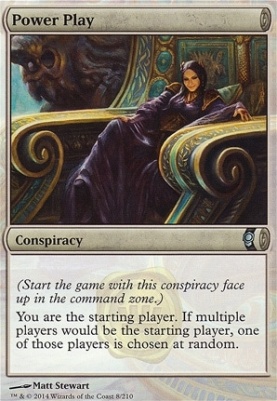 Power Play
Conspiracy
(Start the game with this conspiracy face
up in the command zone.)
You are the starting player. If multiple
players would be the starting player, one
of those players is chosen at random.
Matt Stewart
™ & © 2014 Wizards of the Coast 8/210